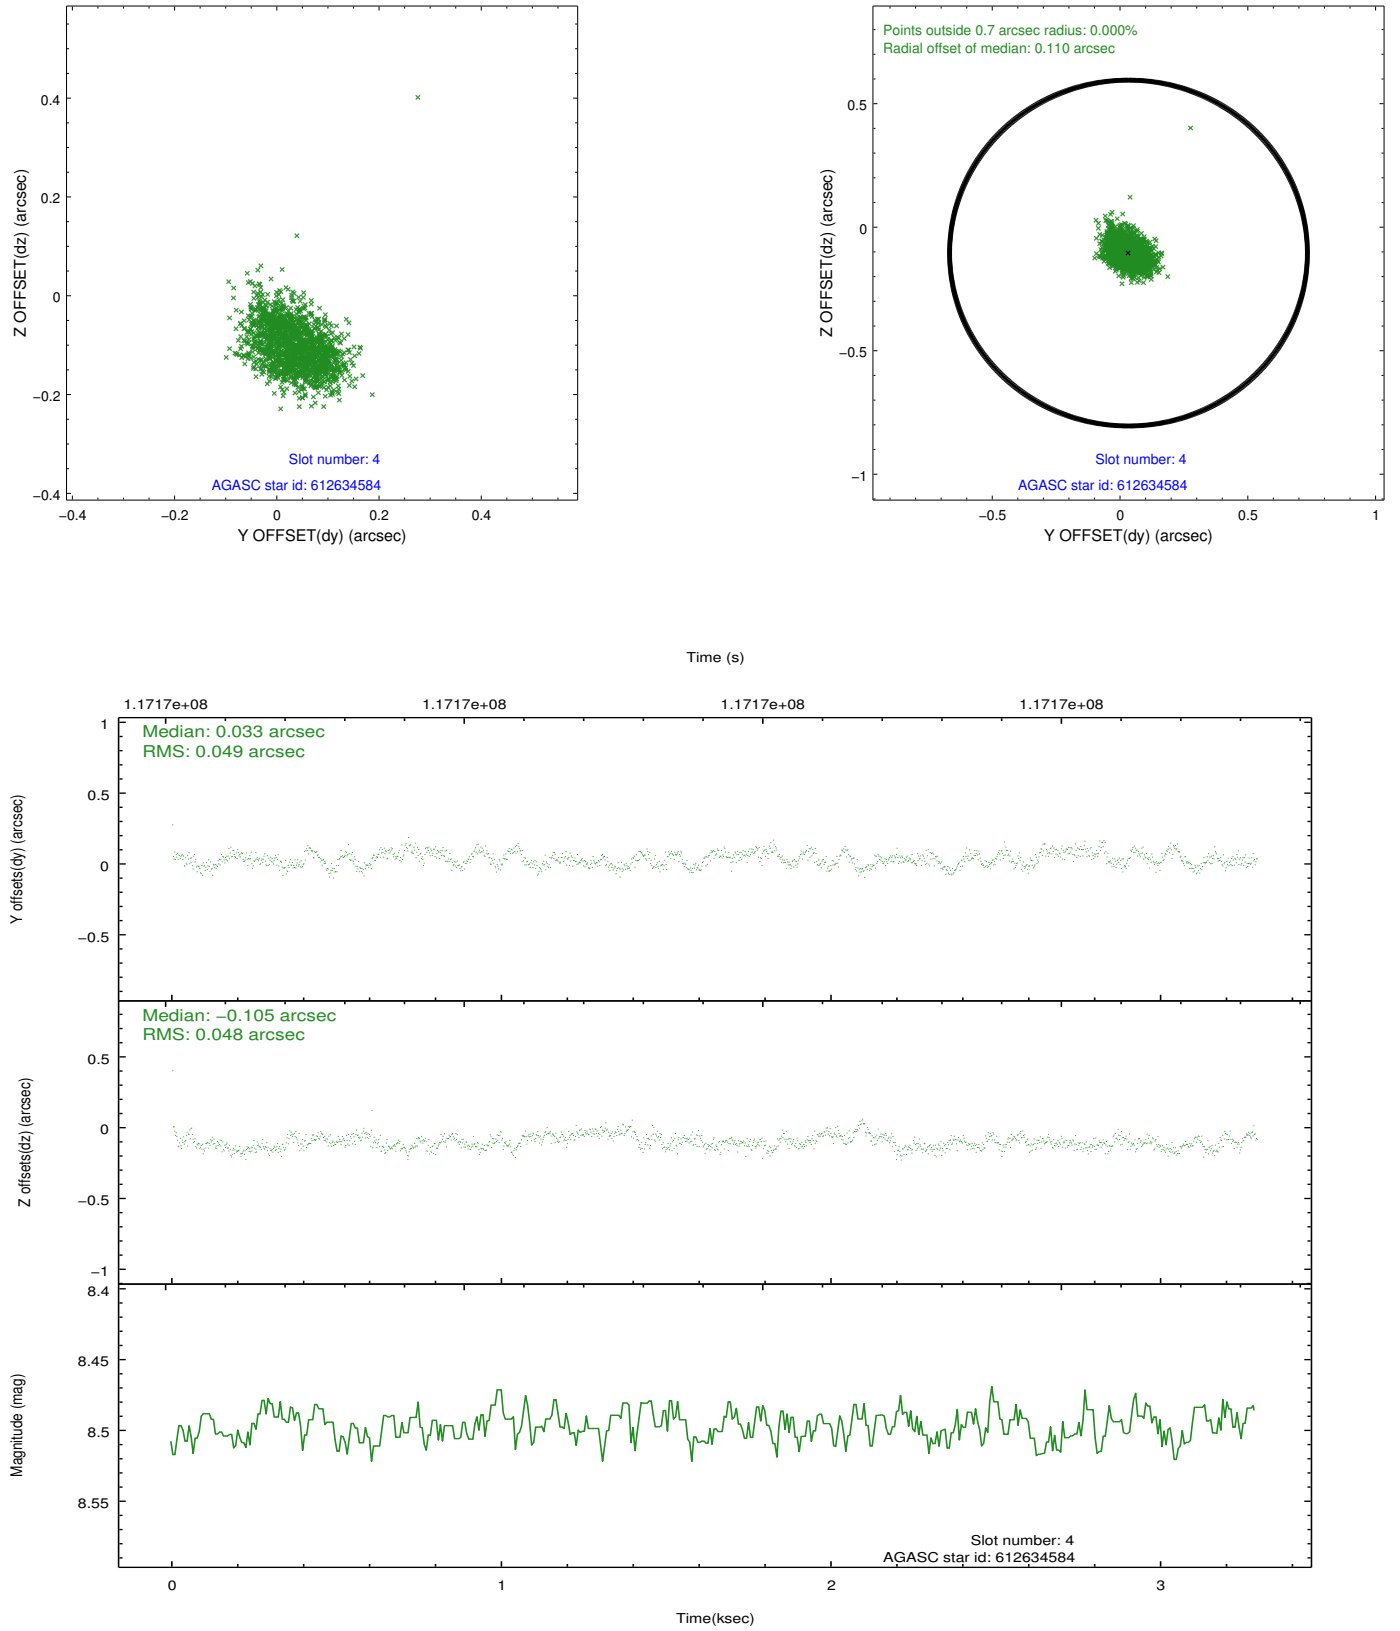 0.4
0.2
0
−0.2
−0.4
Z OFFSET(dz) (arcsec)
Slot number: 4
AGASC star id: 612634584
−0.4 −0.2 0 0.2 0.4
Y OFFSET(dy) (arcsec)
Points outside 0.7 arcsec radius: 0.000%
Radial offset of median: 0.110 arcsec
0.5
0
−0.5
−1
Z OFFSET(dz) (arcsec)
Slot number: 4
AGASC star id: 612634584
−0.5 0 0.5 1
Y OFFSET(dy) (arcsec)
Time (s)
1.1717e+08 1.1717e+08 1.1717e+08 1.1717e+08
Median: 0.033 arcsec
RMS: 0.049 arcsec
1
0.5
0
−0.5
Y offsets(dy) (arcsec)
Median: −0.105 arcsec
RMS: 0.048 arcsec
0.5
0
−0.5
−1
Z offsets(dz) (arcsec)
8.4
8.45
8.5
8.55
Magnitude (mag)
Slot number: 4
AGASC star id: 612634584
0 1 2 3
Time(ksec)